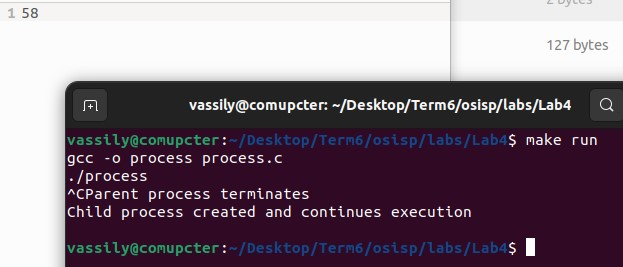 2 bytes
1 58
127 bytes
vassily@comupcter: ~/Desktop/Term6/osisp/labs/Lab4
vassily@comupcter:~/Desktop/Term6/osisp/labs/Lab4$ make run
gcc -o process process.c
./process
^CParent process terminates
Child process created and continues execution
vassily@comupcter:~/Desktop/Term6/osisp/labs/Lab4$